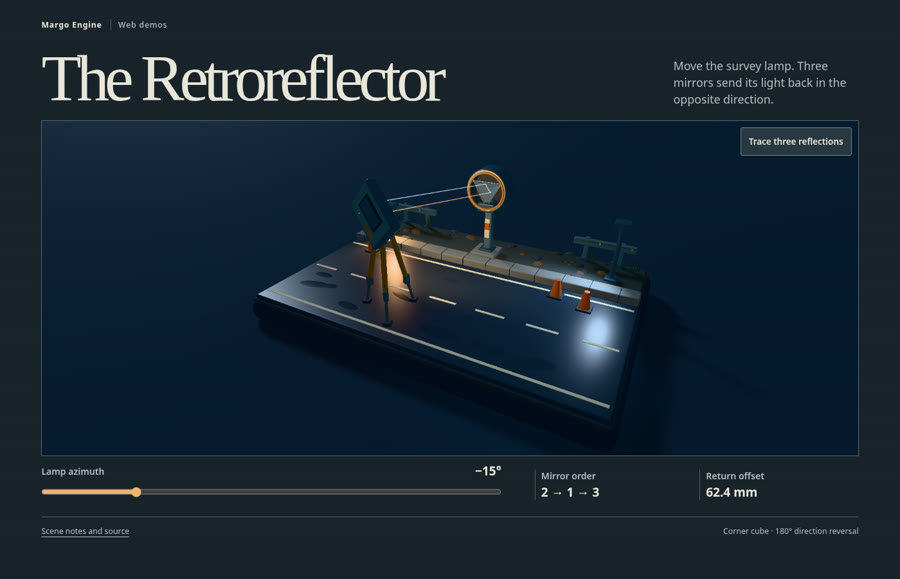 Margo Engine
Web demos
The Retroreflector
Move the survey lamp. Three
mirrors send its light back in the
opposite direction.
Trace three reflections
Lamp azimuth
−15°
Mirror order
2 → 1 → 3
Return offset
62.4 mm
Scene notes and source
Corner cube · 180° direction reversal